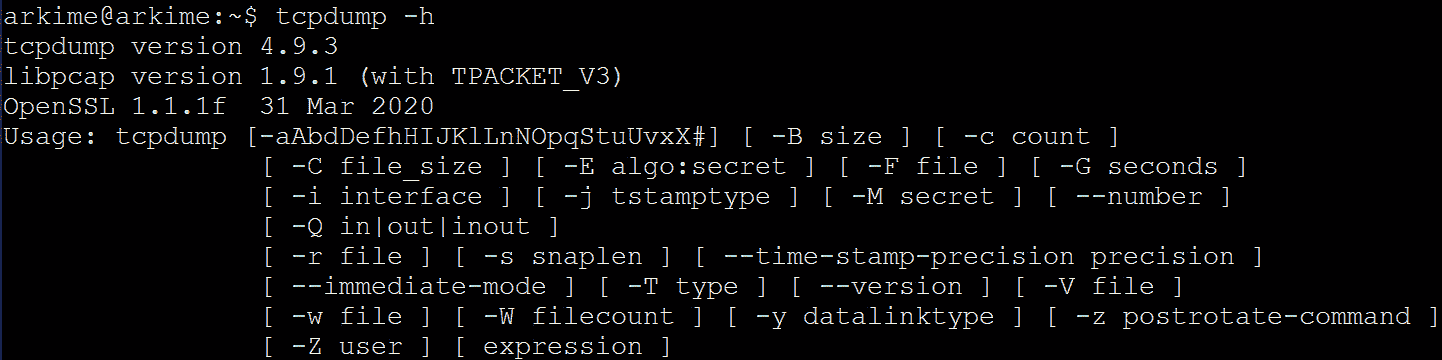 arkime@arkime:~$ tcpdump -h
tcpdump version 4.9.3
libpcap version 1.9.1 (with TPACKET_V3)
OpenSSL 1.1.1f  31 Mar 2020
Usage: tcpdump [-aAbdDefhHIJKlLnNOpqStuUvxX#] [ -B size ] [ -c count ]
                [ -C file_size ] [ -E algo:secret ] [ -F file ] [ -G seconds ]
                [ -i interface ] [ -j tstamptype ] [ -M secret ] [ --number ]
                [ -Q in|out|inout ]
                [ -r file ] [ -s snaplen ] [ --time-stamp-precision precision ]
                [ --immediate-mode ] [ -T type ] [ --version ] [ -V file ]
                [ -w file ] [ -W filecount ] [ -y datalinktype ] [ -z postrotate-command ]
                [ -Z user ] [ expression ]